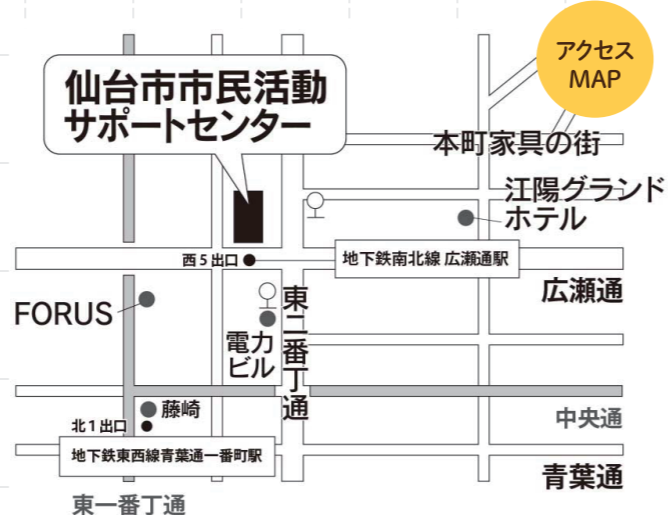 アクセス
MAP
仙台市市民活動
サポートセンター
本町家具の街
江陽グランド
ホテル
西5出口
地下鉄南北線 広瀬通駅
広瀬通
FORUS
東二番丁通
電力
ビル
藤崎
中央通
北1出口
地下鉄東西線青葉通一番町駅
青葉通
東一番丁通